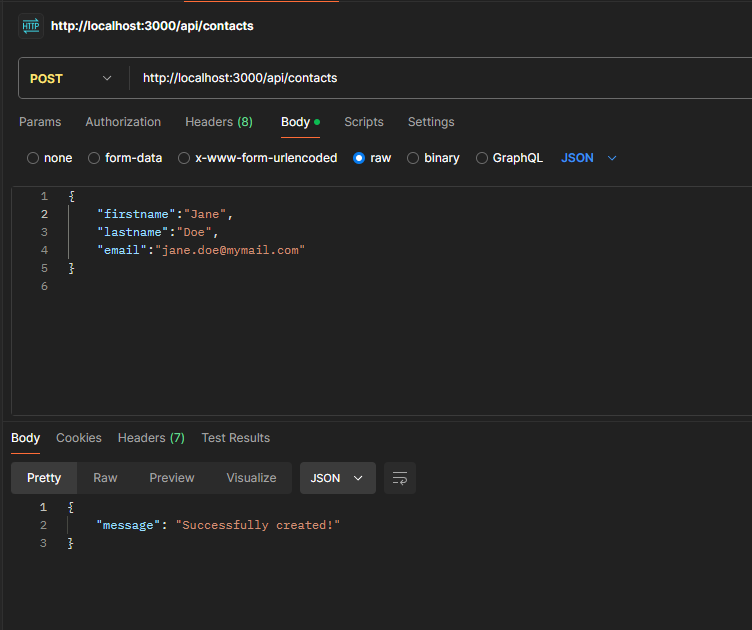 HTTP http://localhost:3000/api/contacts
POST http://localhost:3000/api/contacts
Params Authorization Headers (8) Body Scripts Settings
none form-data x-www-form-urlencoded raw binary GraphQL JSON
1 {
2 "firstname":"Jane",
3 "lastname":"Doe",
4 "email":"jane.doe@mymail.com"
5 }
6
Body Cookies Headers (7) Test Results
Pretty Raw Preview Visualize JSON
1 {
2 "message": "Successfully created!"
3 }